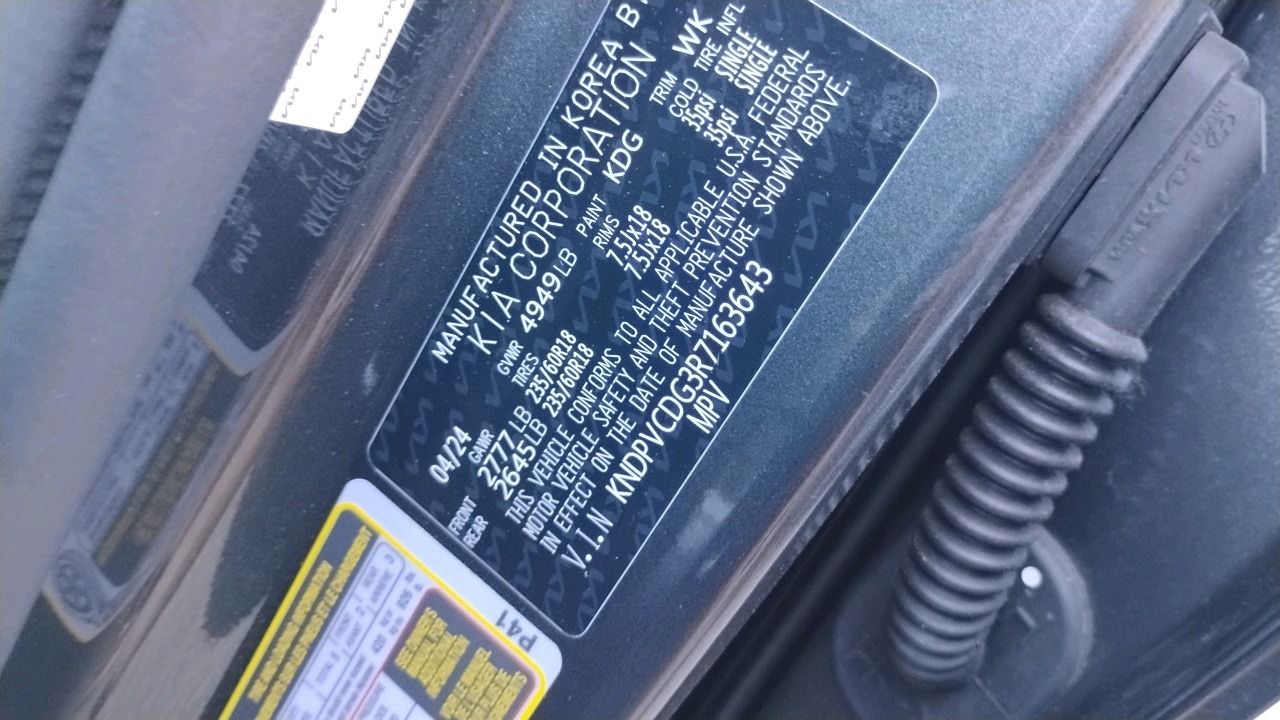 MANUFACTURED IN KOREA B
KIA CORPORATION
04/24 GVWR 4949LB PAINT KDG TRIM WK
GAWR TIRES RIMS COLD TIRE INFL
FRONT 2777LB 235/60R18 7.5Jx18 35psi SINGLE
REAR 2645LB 235/60R18 7.5Jx18 35psi SINGLE
THIS VEHICLE CONFORMS TO ALL APPLICABLE U.S.A. FEDERAL
MOTOR VEHICLE SAFETY AND THEFT PREVENTION STANDARDS
IN EFFECT ON THE DATE OF MANUFACTURE SHOWN ABOVE.
V.I.N KNDPVCDG3R7163643
MPV
P41